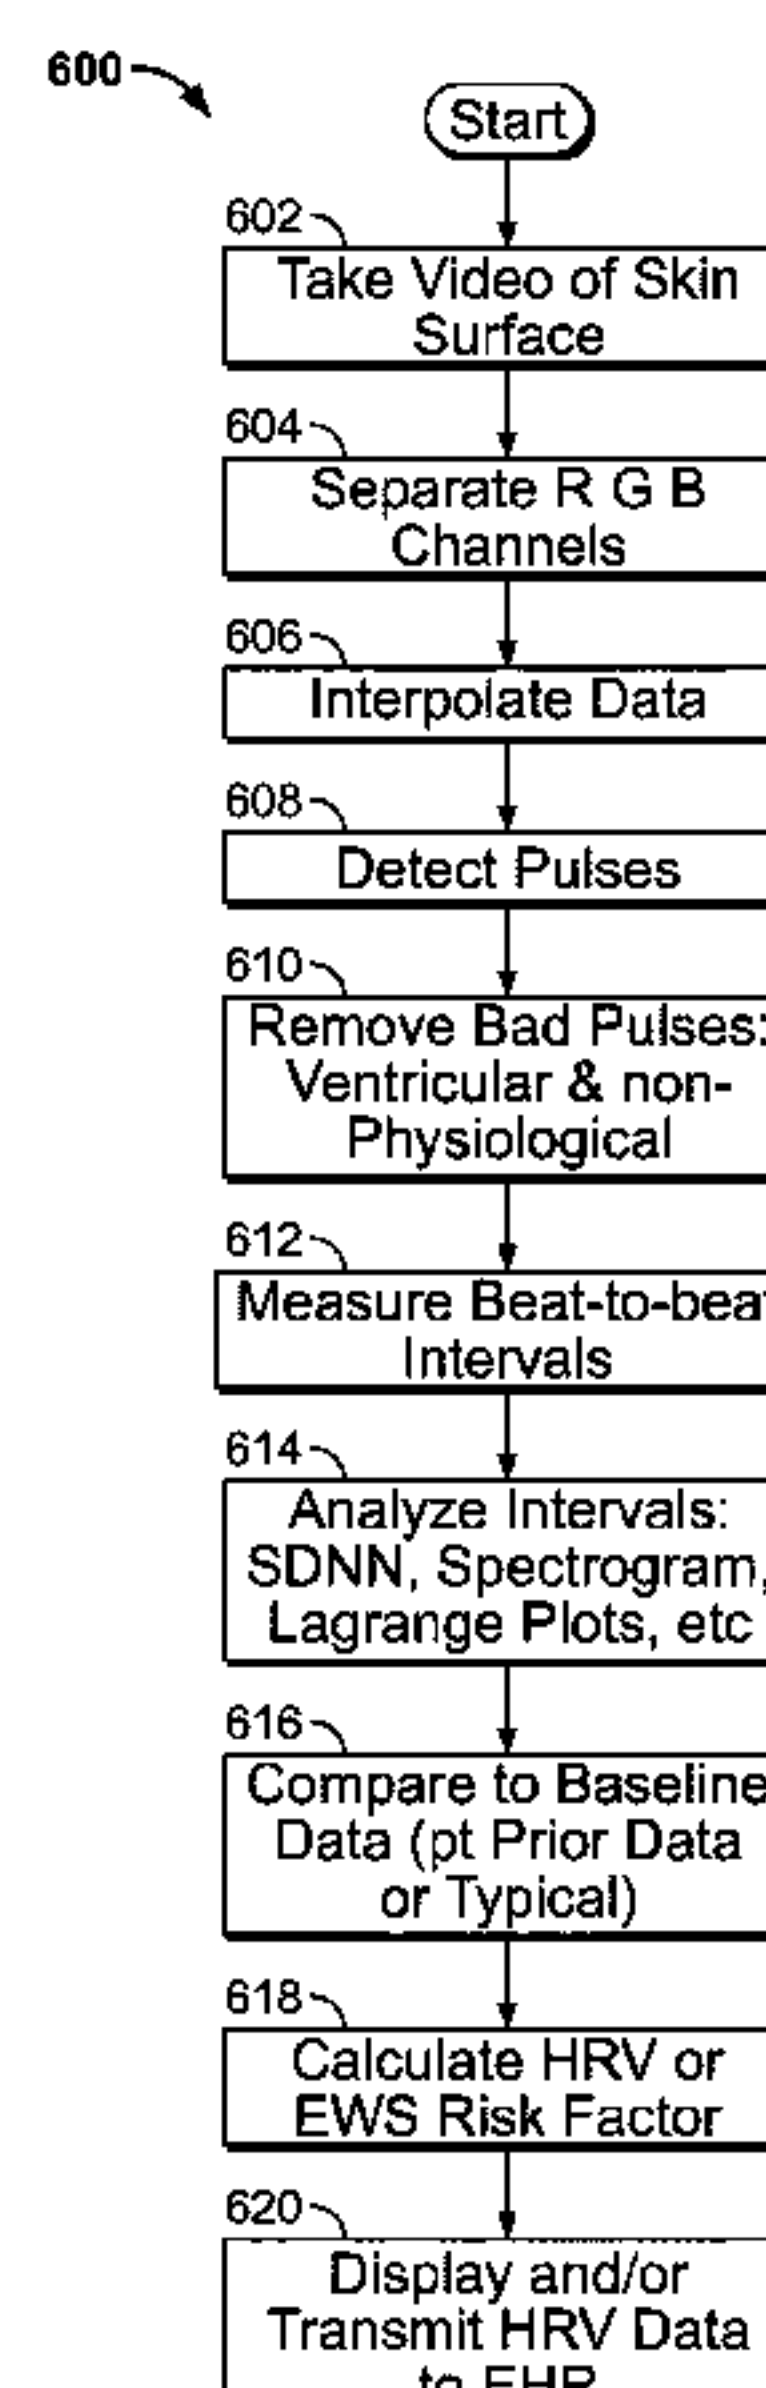 600
Start
602
Take Video of Skin
Surface
604
Separate R G B
Channels
606
Interpolate Data
608
Detect Pulses
610
Remove Bad Pulses:
Ventricular & non-
Physiological
612
Measure Beat-to-beat
Intervals
614
Analyze Intervals:
SDNN, Spectrogram,
Lagrange Plots, etc
616
Compare to Baseline
Data (pt Prior Data
or Typical)
618
Calculate HRV or
EWS Risk Factor
620
Display and/or
Transmit HRV Data
to EHR